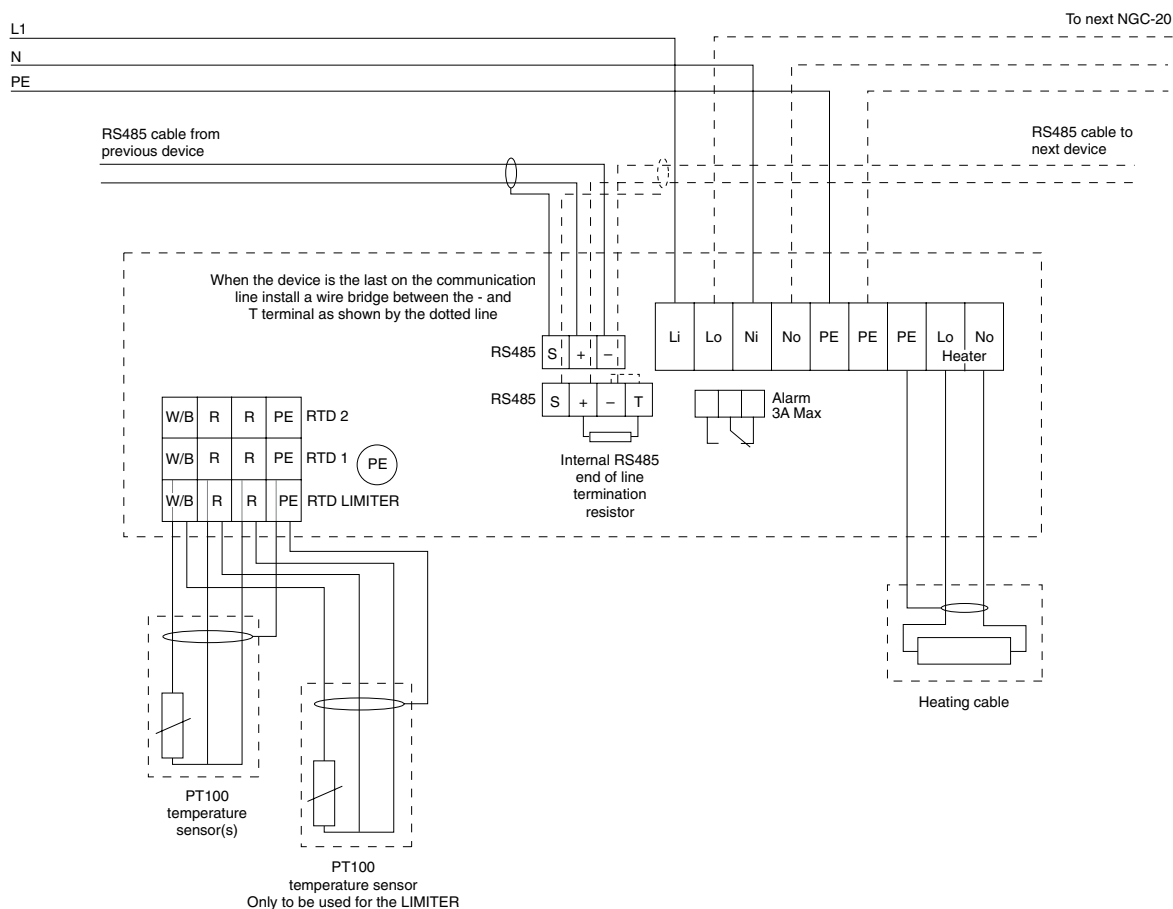 To next NGC-20
L1
N
PE
RS485 cable from
previous device
RS485 cable to
next device
When the device is the last on the communication
line install a wire bridge between the - and
T terminal as shown by the dotted line
Li Lo Ni No PE PE PE Lo No
Heater
RS485 S + –
RS485 S + – T
Alarm
3A Max
Internal RS485
end of line
termination
resistor
W/B R R PE RTD 2
W/B R R PE RTD 1 PE
W/B R R PE RTD LIMITER
Heating cable
PT100
temperature
sensor(s)
PT100
temperature sensor
Only to be used for the LIMITER